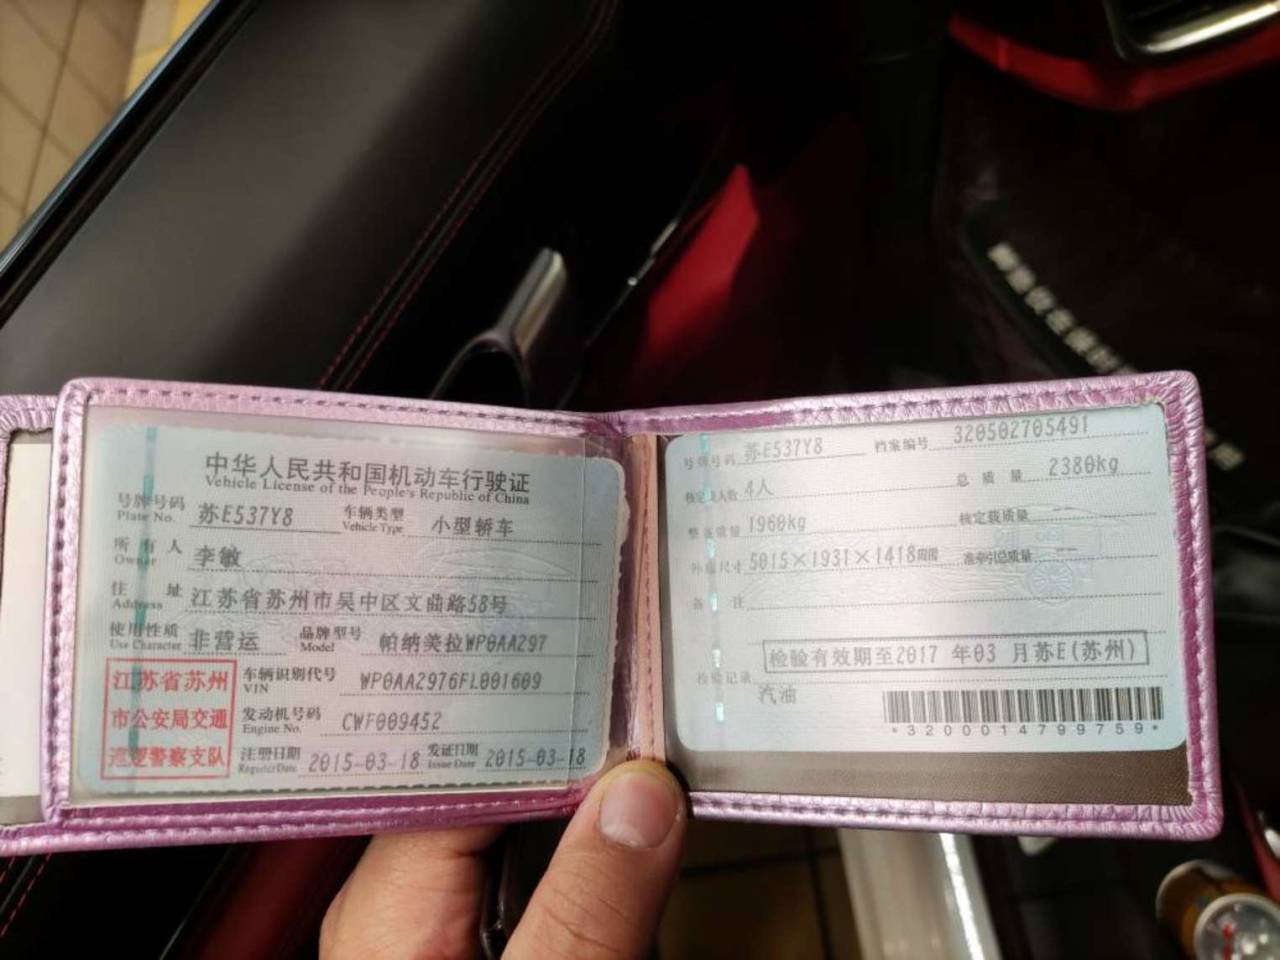 中华人民共和国机动车行驶证
Vehicle License of the People's Republic of China
号牌号码 苏E537Y8 车辆类型 小型轿车
Plate No. Vehicle Type
所有人 李敏
Owner
住址 江苏省苏州市吴中区文曲路58号
Address
使用性质 非营运 品牌型号 帕纳美拉WP0AA297
Use Character Model
江苏省苏州
市公安局交通
巡逻警察支队
车辆识别代号 WP0AA2976FL001609
VIN
发动机号码 CWF009452
Engine No.
注册日期 2015-03-18 发证日期 2015-03-18
Register Date Issue Date
号牌号码 苏E537Y8 档案编号 320502705491
核定载人数 4人 总质量 2380kg
整备质量 1960kg 核定载质量
外廓尺寸 5015×1931×1418 准牵引总质量
备注
检验有效期至2017 年03 月苏E(苏州)
检验记录
汽油
*3200014799759*